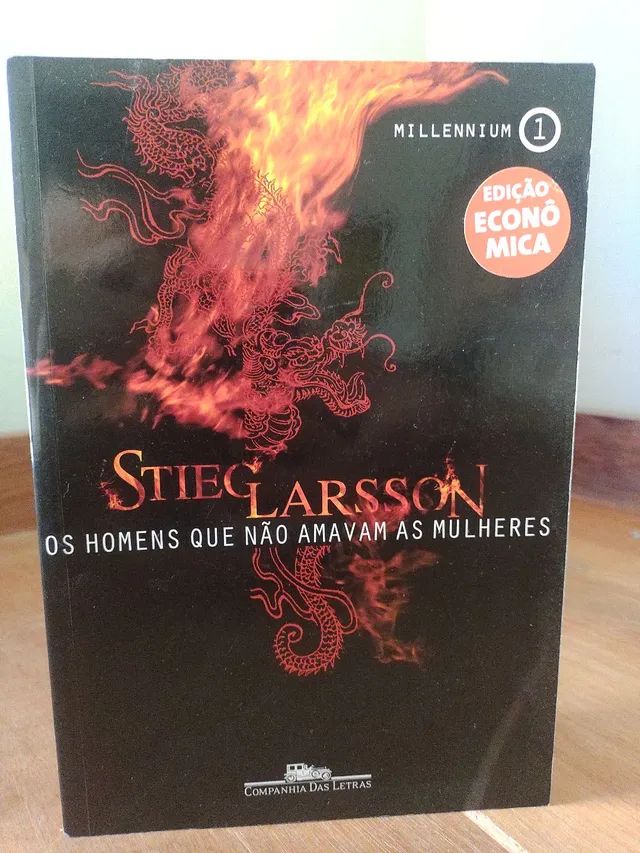 MILLENNIUM 1
EDIÇÃO
ECONÔ
MICA
STIEG LARSSON
OS HOMENS QUE NÃO AMAVAM AS MULHERES
COMPANHIA DAS LETRAS